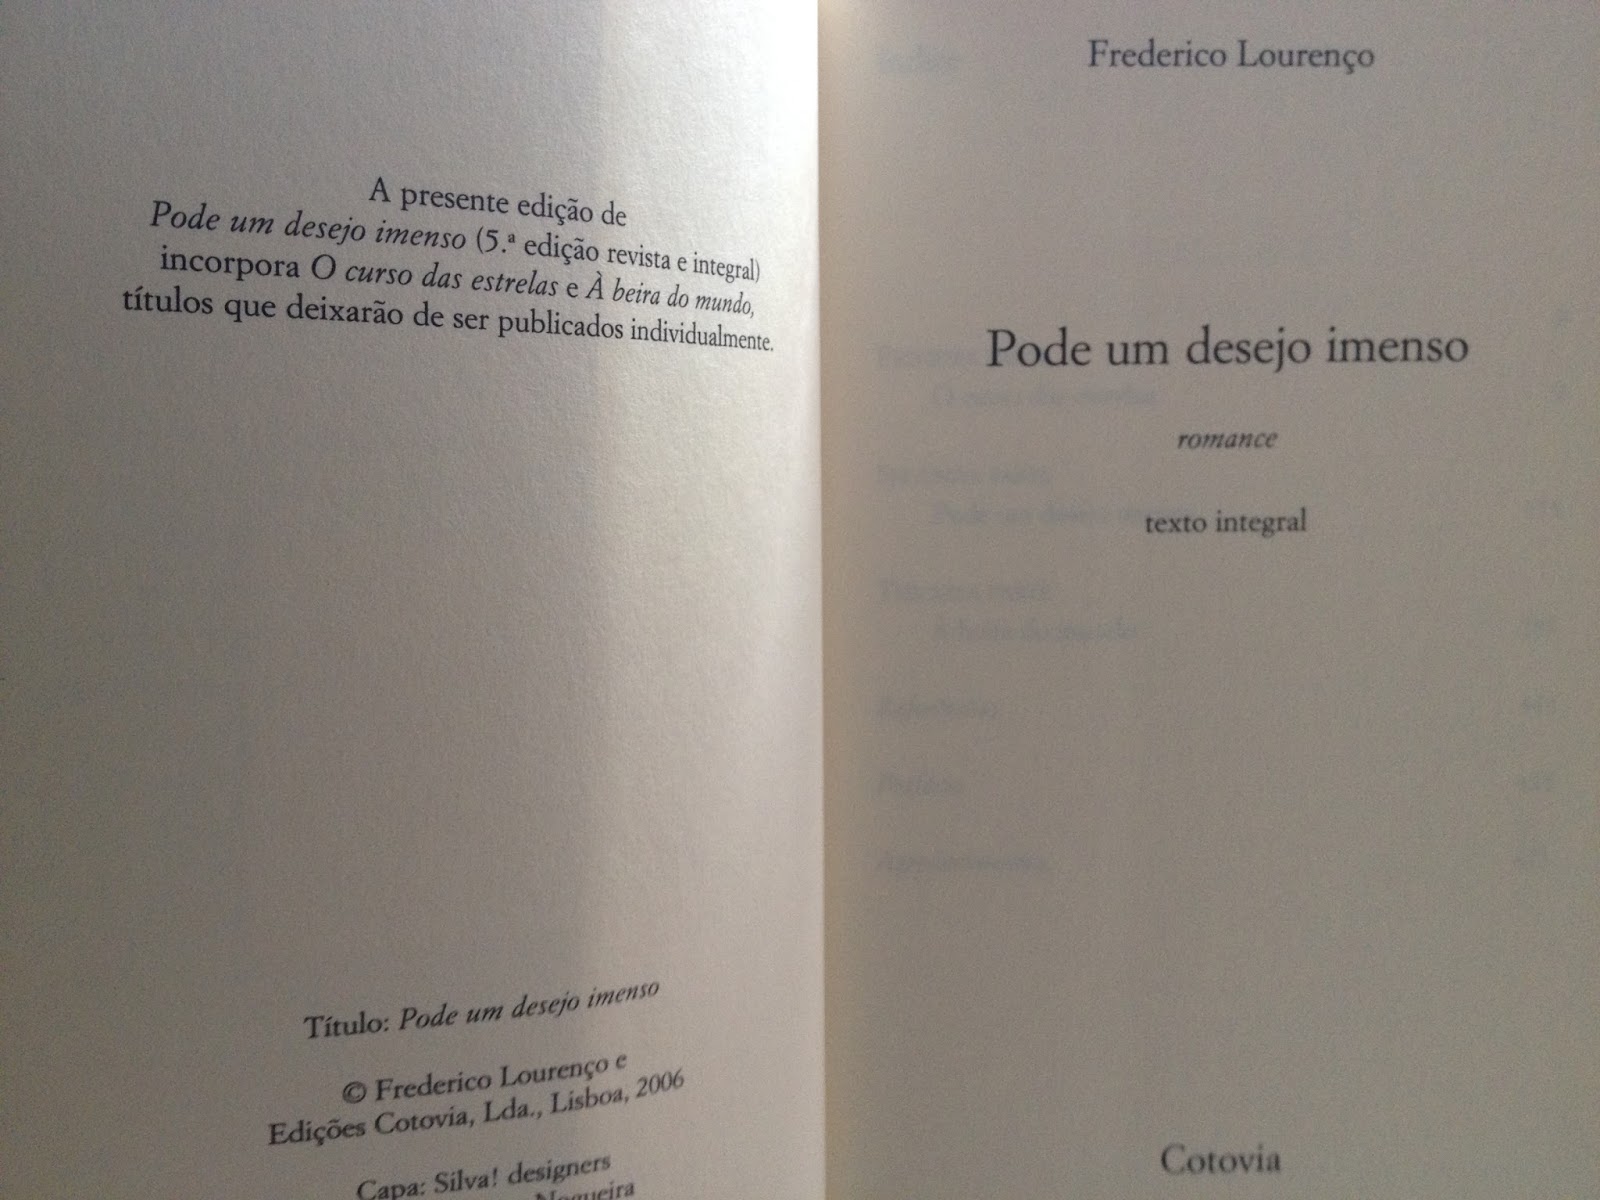 A presente edição de
Pode um desejo imenso (5.ª edição revista e integral)
incorpora O curso das estrelas e À beira do mundo,
títulos que deixarão de ser publicados individualmente.
Título: Pode um desejo imenso
© Frederico Lourenço e
Edições Cotovia, Lda., Lisboa, 2006
Capa: Silva! designers
Nogueira
Frederico Lourenço
Pode um desejo imenso
romance
texto integral
Cotovia